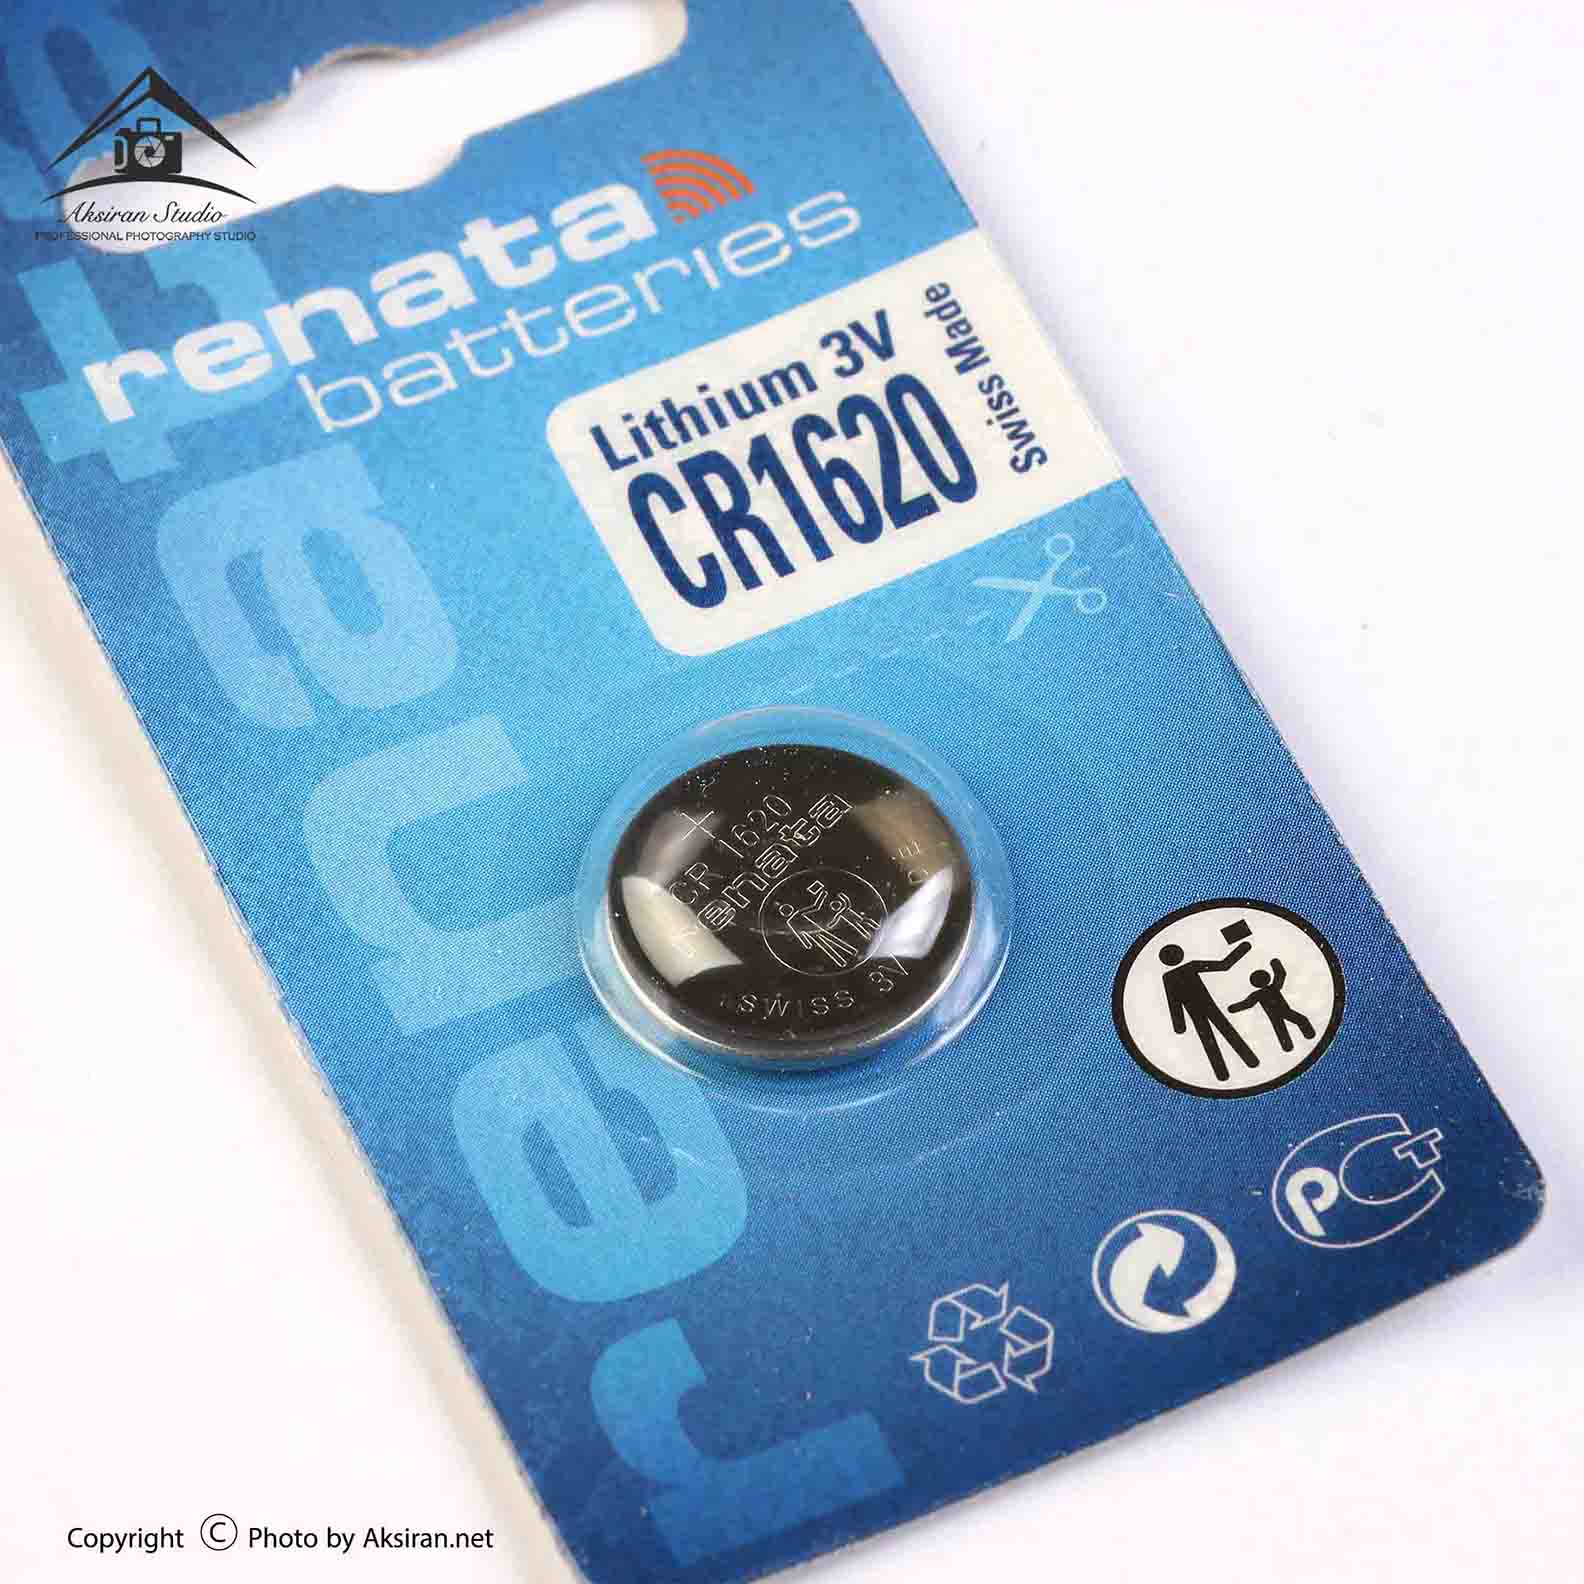 Aksiran Studio
PROFESSIONAL PHOTOGRAPHY STUDIO
renata
batteries
Lithium 3V
CR1620
Swiss Made
renata
+
CR 1620
renata
SWISS 3V
PCT
Copyright © Photo by Aksiran.net